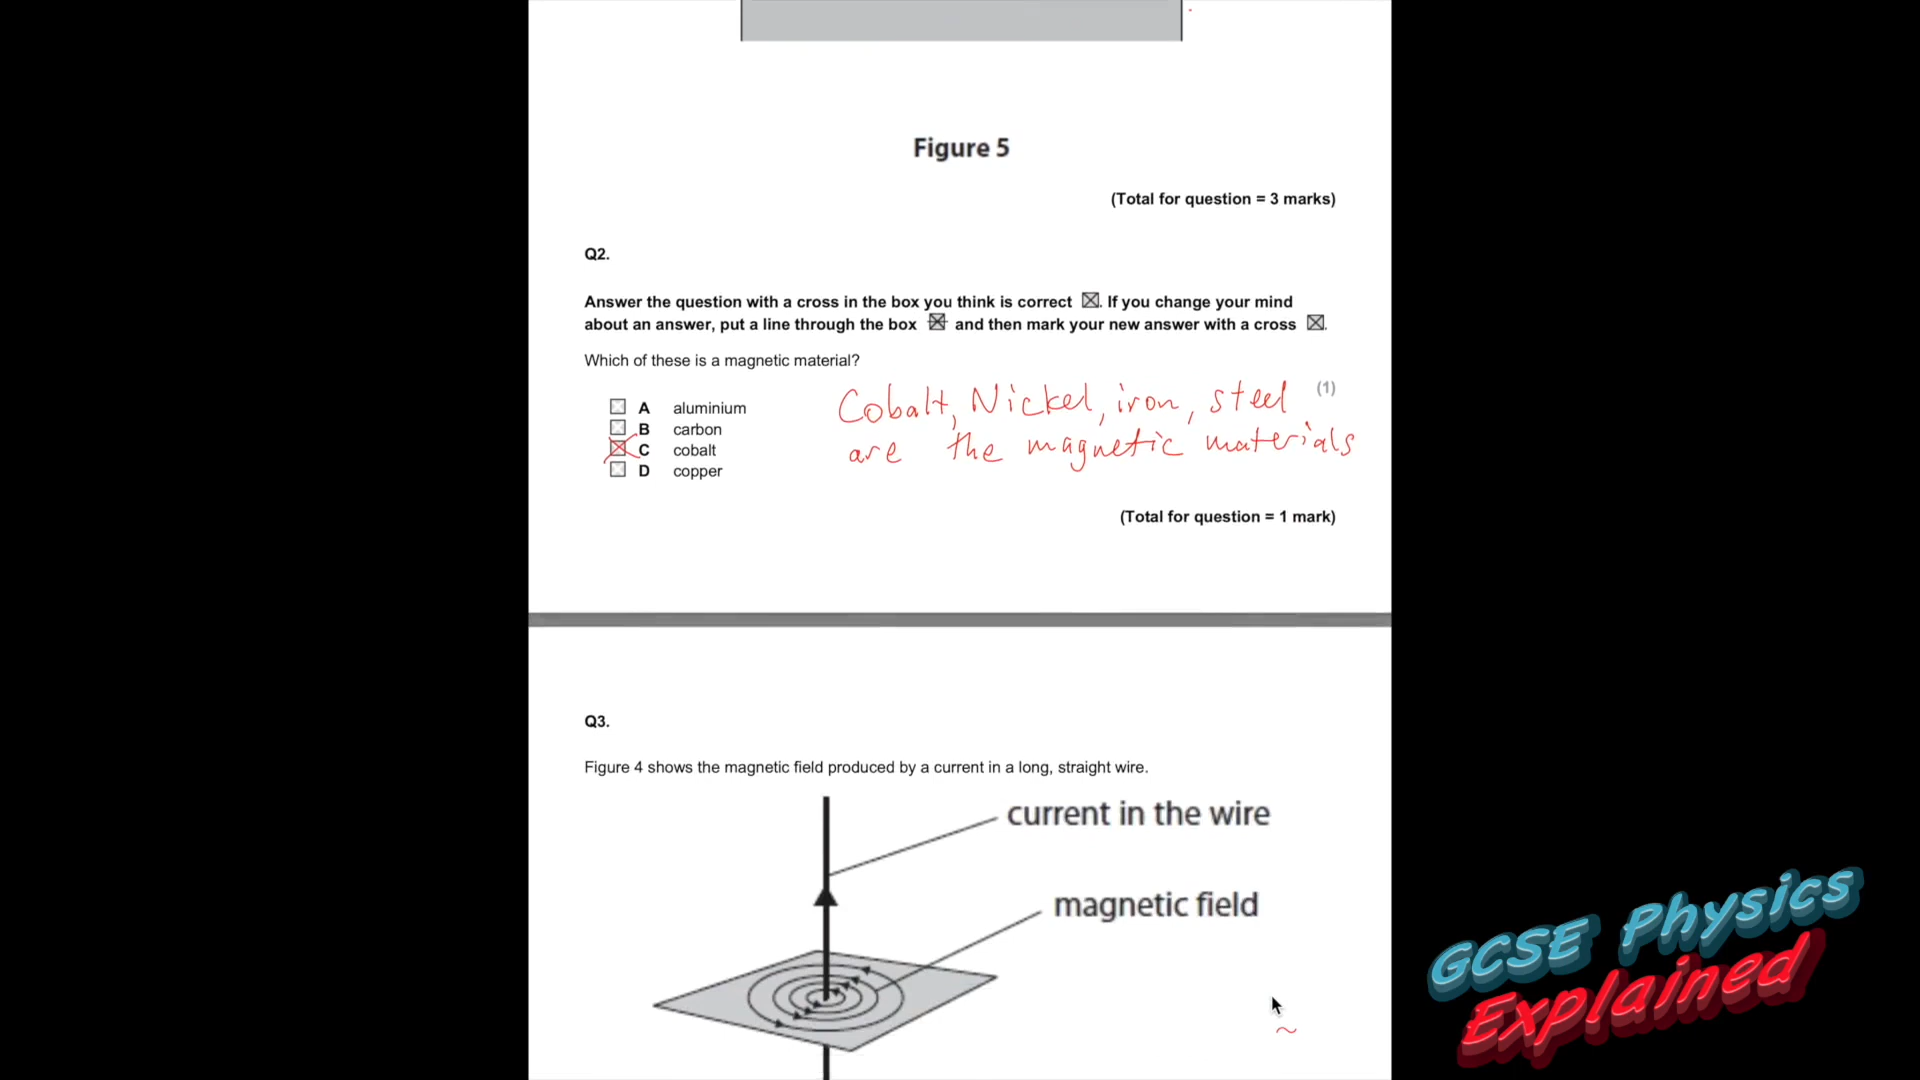 Figure 5
(Total for question = 3 marks)
Q2.
Answer the question with a cross in the box you think is correct ☒. If you change your mind
about an answer, put a line through the box and then mark your new answer with a cross ☒.
Which of these is a magnetic material?
(1)
A aluminium
B carbon
C cobalt
D copper
Cobalt, Nickel, iron, steel
are the magnetic materials
(Total for question = 1 mark)
Q3.
Figure 4 shows the magnetic field produced by a current in a long, straight wire.
current in the wire
magnetic field
GCSE Physics
Explained